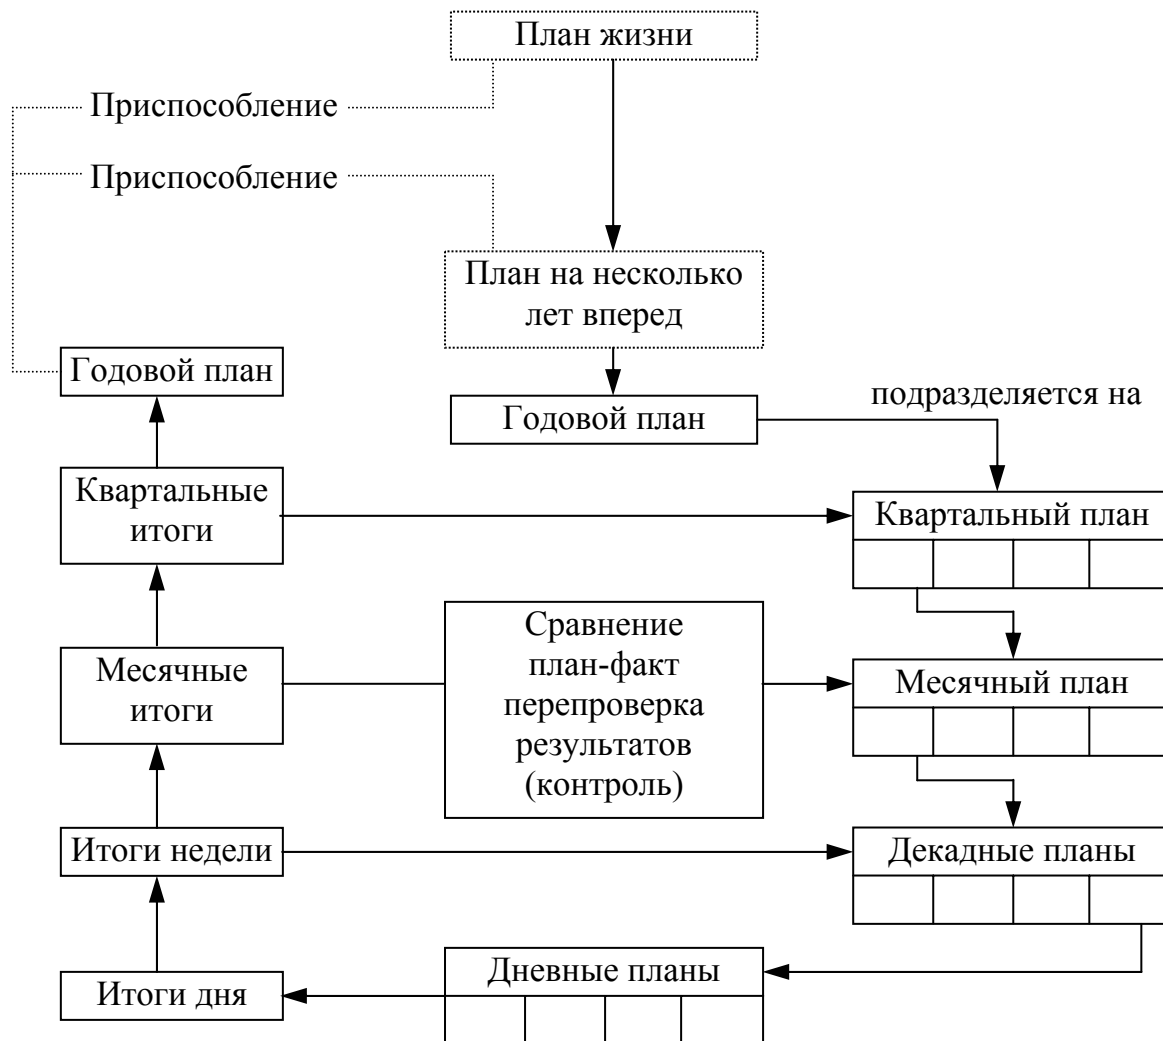 План жизни
Приспособление
Приспособление
План на несколько
лет вперед
Годовой план
Годовой план
подразделяется на
Квартальные
итоги
Квартальный план
Сравнение
план-факт
перепроверка
результатов
(контроль)
Месячные
итоги
Месячный план
Итоги недели
Декадные планы
Дневные планы
Итоги дня